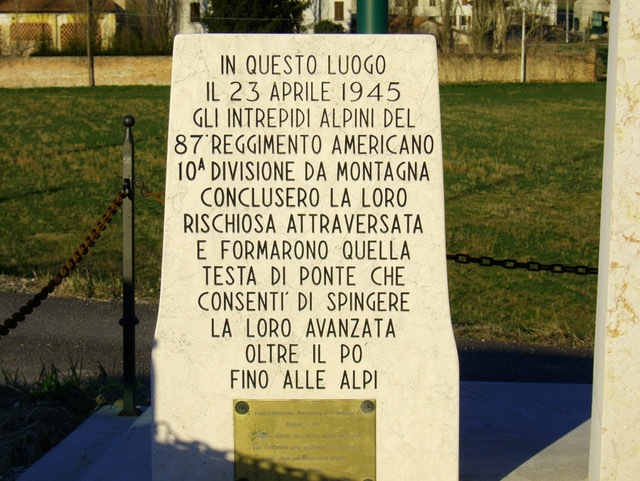 IN QUESTO LUOGO
IL 23 APRILE 1945
GLI INTREPIDI ALPINI DEL
87° REGGIMENTO AMERICANO
10ᴬ DIVISIONE DA MONTAGNA
CONCLUSERO LA LORO
RISCHIOSA ATTRAVERSATA
E FORMARONO QUELLA
TESTA DI PONTE CHE
CONSENTI' DI SPINGERE
LA LORO AVANZATA
OLTRE IL PO
FINO ALLE ALPI